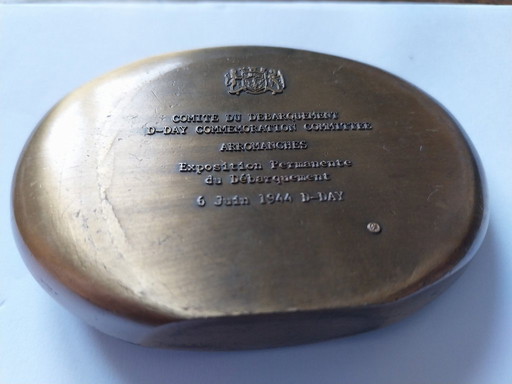 COMITE DU DEBARQUEMENT
D-DAY COMMEMORATION COMMITTEE
ARROMANCHES
Exposition Permanente
du Débarquement
6 Juin 1944 D-DAY